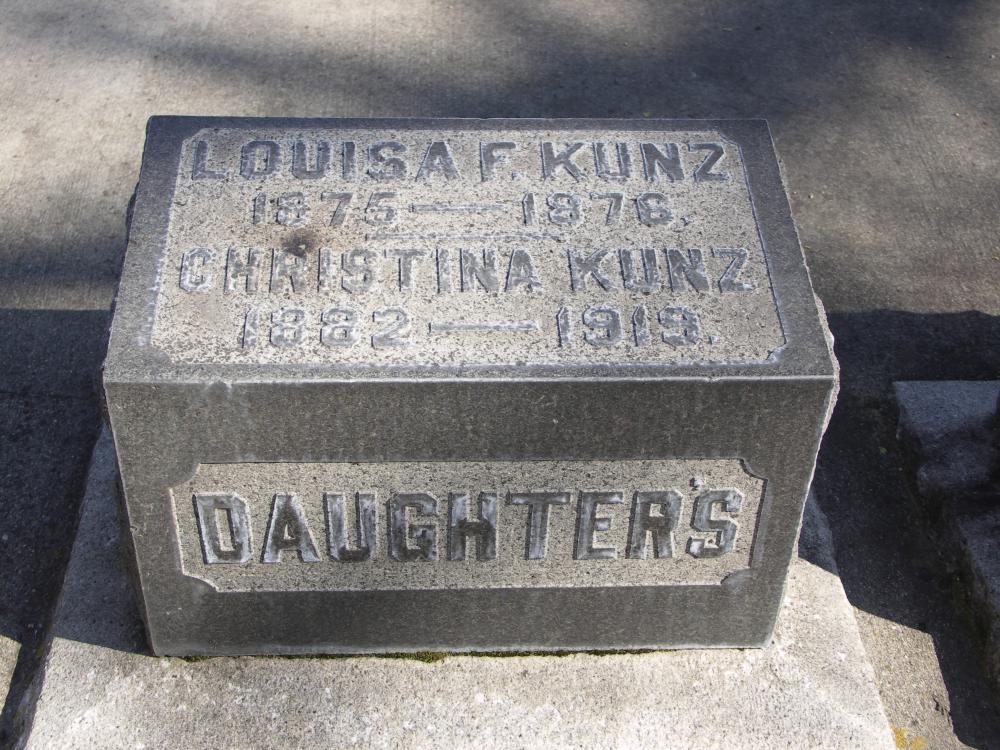 LOUISA F. KUNZ
1875 — 1876.
CHRISTINA KUNZ
1882 — 1919.
DAUGHTERS